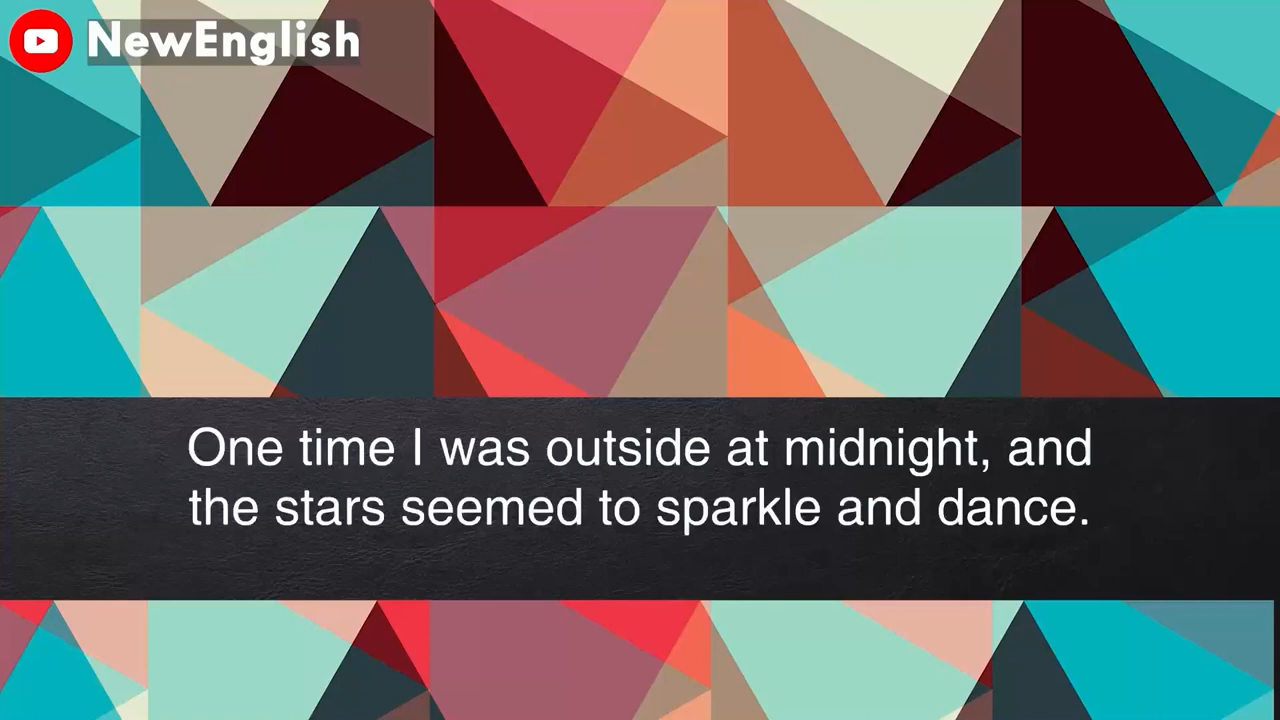 NewEnglish
One time I was outside at midnight, and
the stars seemed to sparkle and dance.